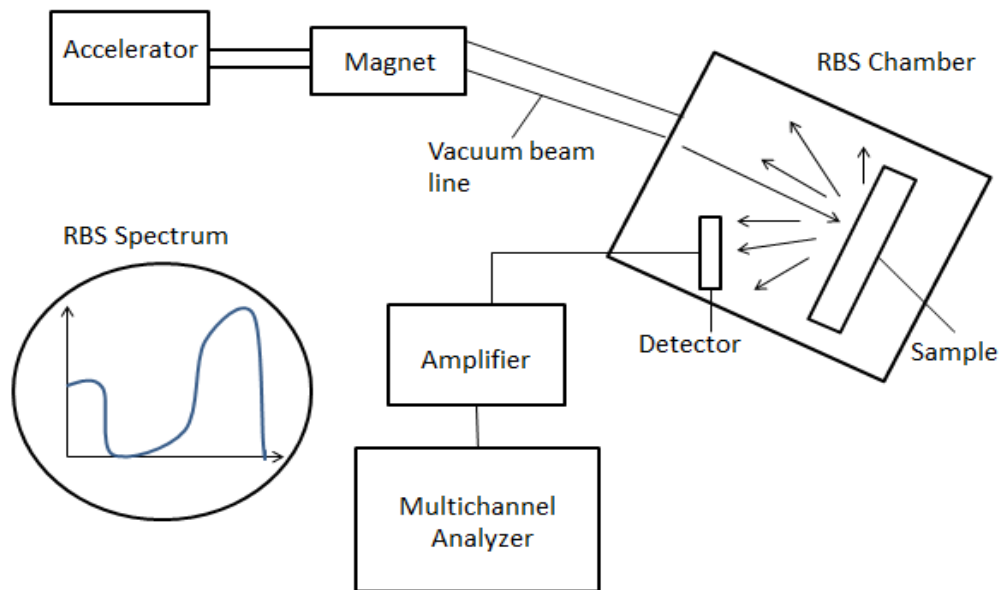 Accelerator
Magnet
RBS Chamber
Vacuum beam
line
RBS Spectrum
Detector
Sample
Amplifier
Multichannel
Analyzer